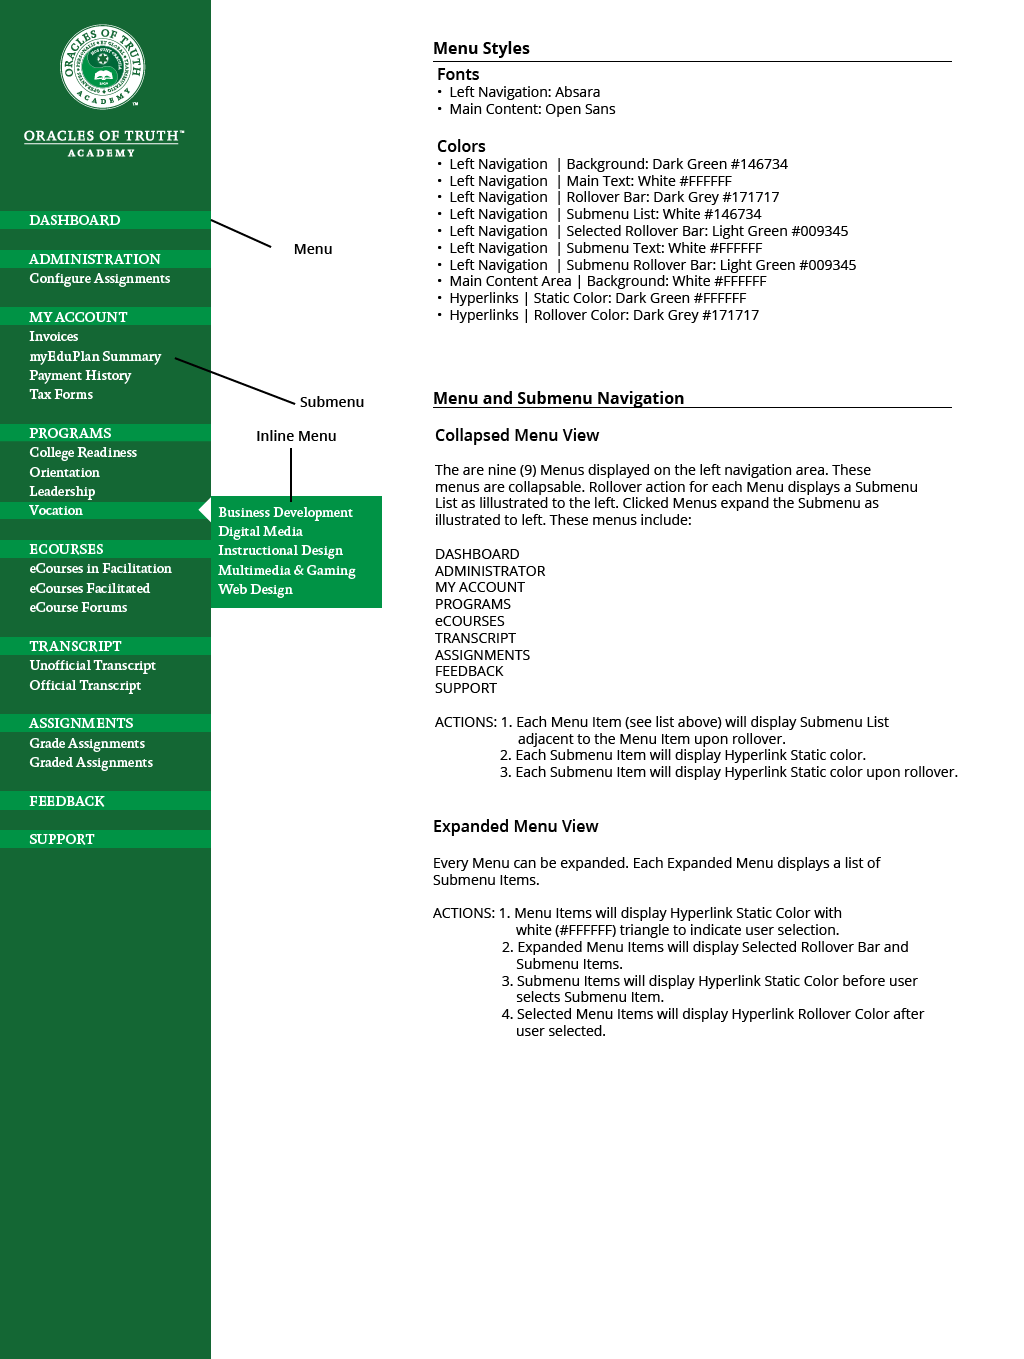 ORACLES OF TRUTH
ACADEMY
™
ORACLES OF TRUTH™
ACADEMY
DASHBOARD
ADMINISTRATION
Configure Assignments
MY ACCOUNT
Invoices
myEduPlan Summary
Payment History
Tax Forms
PROGRAMS
College Readiness
Orientation
Leadership
Vocation
ECOURSES
eCourses in Facilitation
eCourses Facilitated
eCourse Forums
TRANSCRIPT
Unofficial Transcript
Official Transcript
ASSIGNMENTS
Grade Assignments
Graded Assignments
FEEDBACK
SUPPORT
Menu
Submenu
Inline Menu
Business Development
Digital Media
Instructional Design
Multimedia & Gaming
Web Design
Menu Styles
Fonts
• Left Navigation: Absara
• Main Content: Open Sans
Colors
• Left Navigation | Background: Dark Green #146734
• Left Navigation | Main Text: White #FFFFFF
• Left Navigation | Rollover Bar: Dark Grey #171717
• Left Navigation | Submenu List: White #146734
• Left Navigation | Selected Rollover Bar: Light Green #009345
• Left Navigation | Submenu Text: White #FFFFFF
• Left Navigation | Submenu Rollover Bar: Light Green #009345
• Main Content Area | Background: White #FFFFFF
• Hyperlinks | Static Color: Dark Green #FFFFFF
• Hyperlinks | Rollover Color: Dark Grey #171717
Menu and Submenu Navigation
Collapsed Menu View
The are nine (9) Menus displayed on the left navigation area. These
menus are collapsable. Rollover action for each Menu displays a Submenu
List as lillustrated to the left. Clicked Menus expand the Submenu as
illustrated to left. These menus include:
DASHBOARD
ADMINISTRATOR
MY ACCOUNT
PROGRAMS
eCOURSES
TRANSCRIPT
ASSIGNMENTS
FEEDBACK
SUPPORT
ACTIONS: 1. Each Menu Item (see list above) will display Submenu List
adjacent to the Menu Item upon rollover.
2. Each Submenu Item will display Hyperlink Static color.
3. Each Submenu Item will display Hyperlink Static color upon rollover.
Expanded Menu View
Every Menu can be expanded. Each Expanded Menu displays a list of
Submenu Items.
ACTIONS: 1. Menu Items will display Hyperlink Static Color with
white (#FFFFFF) triangle to indicate user selection.
2. Expanded Menu Items will display Selected Rollover Bar and
Submenu Items.
3. Submenu Items will display Hyperlink Static Color before user
selects Submenu Item.
4. Selected Menu Items will display Hyperlink Rollover Color after
user selected.